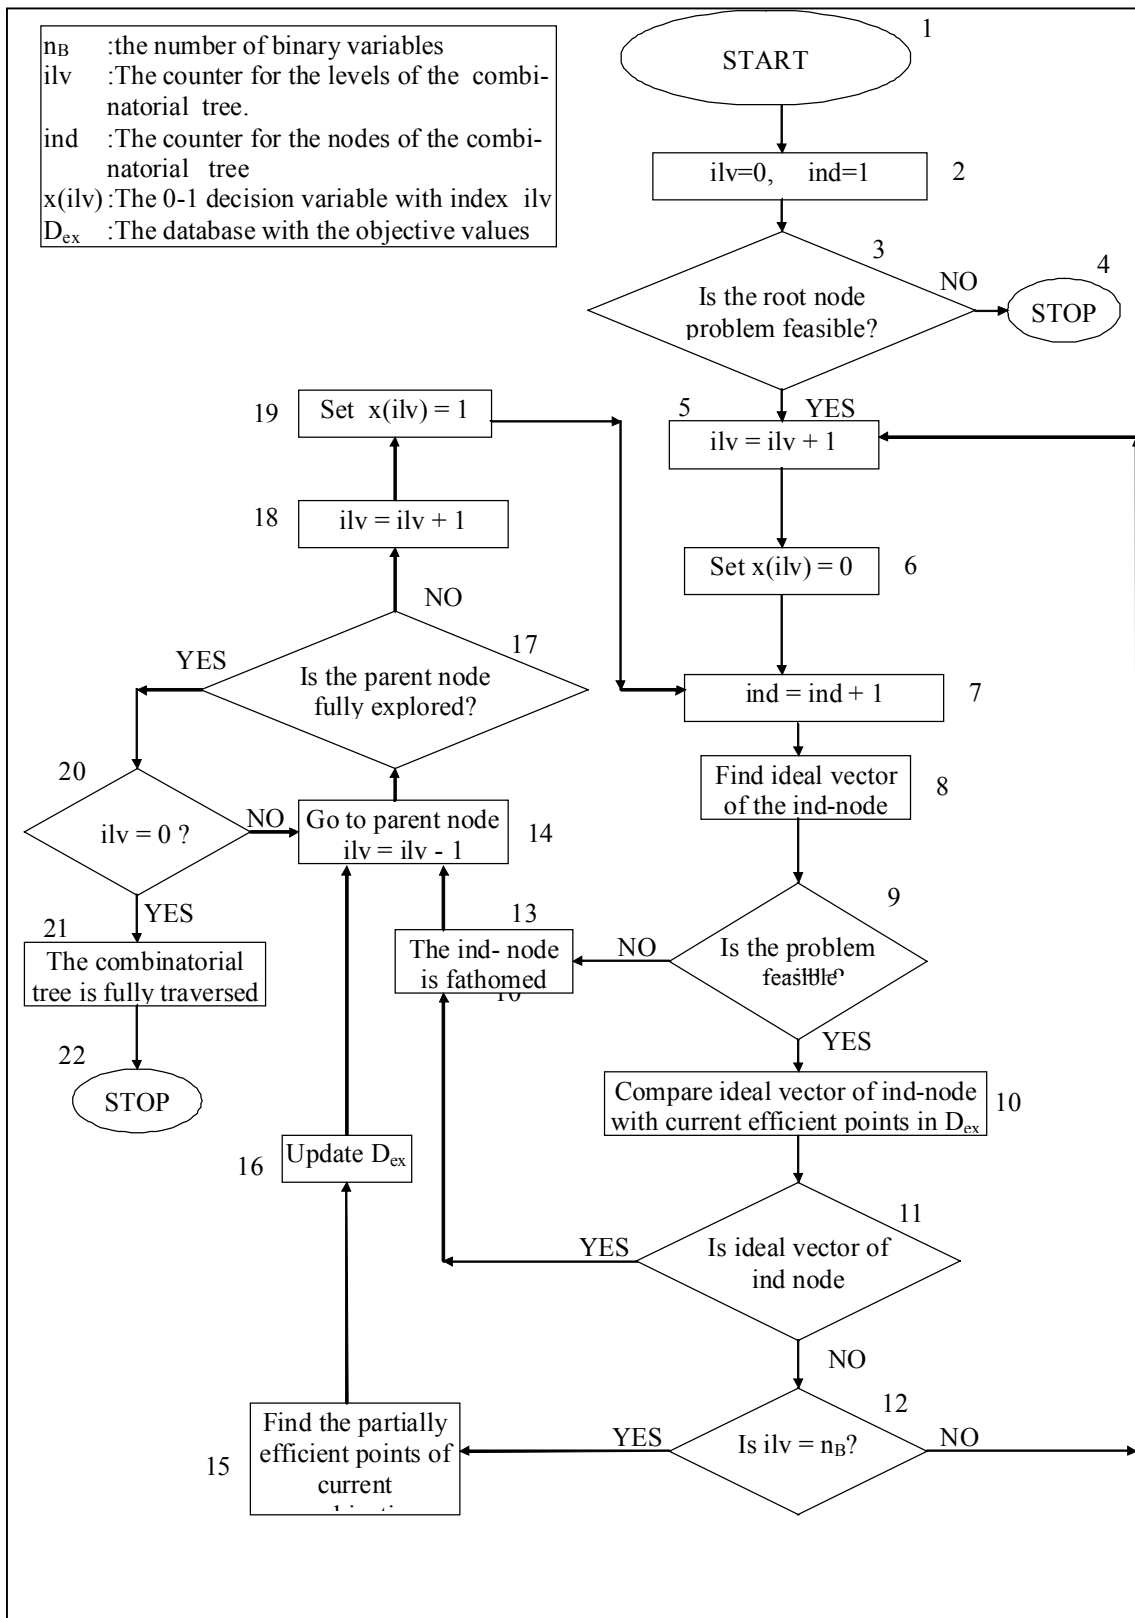 n_B :the number of binary variables
ilv :The counter for the levels of the combi-
natorial tree.
ind :The counter for the nodes of the combi-
natorial tree
x(ilv) :The 0-1 decision variable with index ilv
D_ex :The database with the objective values
1
START
ilv=0, ind=1
2
3
Is the root node
problem feasible?
NO
4
STOP
YES
5
ilv = ilv + 1
Set x(ilv) = 0
6
ind = ind + 1
7
Find ideal vector
of the ind-node
8
9
Is the problem
feasible?
NO
YES
13
The ind- node
is fathomed
Compare ideal vector of ind-node
with current efficient points in D_ex
10
11
Is ideal vector of
ind node
YES
NO
12
Is ilv = n_B?
YES
NO
15
Find the partially
efficient points of
current
16
Update D_ex
Go to parent node
ilv = ilv - 1
14
17
Is the parent node
fully explored?
NO
YES
18
ilv = ilv + 1
19
Set x(ilv) = 1
20
ilv = 0 ?
NO
YES
21
The combinatorial
tree is fully traversed
22
STOP